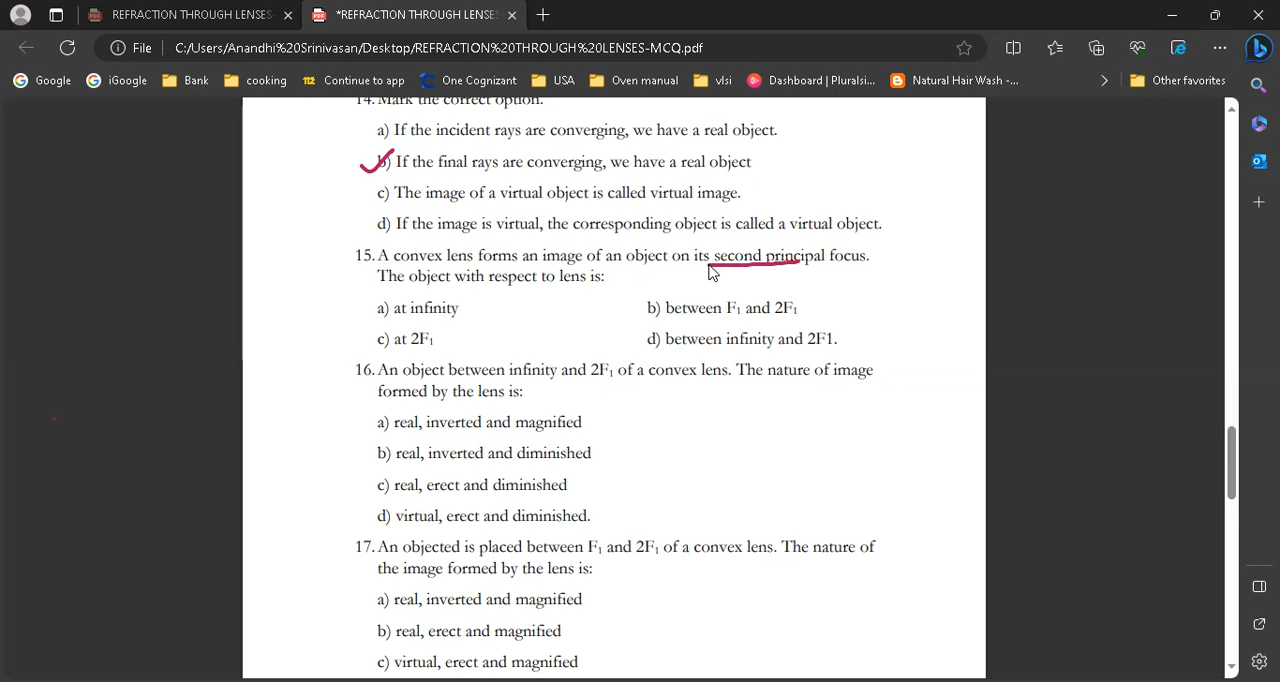 REFRACTION THROUGH LENSES-
*REFRACTION THROUGH LENSES
File
C:/Users/Anandhi%20Srinivasan/Desktop/REFRACTION%20THROUGH%20LENSES-MCQ.pdf
Google
iGoogle
Bank
cooking
Continue to app
One Cognizant
USA
Oven manual
vlsi
Dashboard | Pluralsi...
Natural Hair Wash -...
Other favorites
14. Mark the correct option.
a) If the incident rays are converging, we have a real object.
b) If the final rays are converging, we have a real object
c) The image of a virtual object is called virtual image.
d) If the image is virtual, the corresponding object is called a virtual object.
15. A convex lens forms an image of an object on its second principal focus.
The object with respect to lens is:
a) at infinity
b) between F₁ and 2F₁
c) at 2F₁
d) between infinity and 2F1.
16. An object between infinity and 2F₁ of a convex lens. The nature of image
formed by the lens is:
a) real, inverted and magnified
b) real, inverted and diminished
c) real, erect and diminished
d) virtual, erect and diminished.
17. An objected is placed between F₁ and 2F₁ of a convex lens. The nature of
the image formed by the lens is:
a) real, inverted and magnified
b) real, erect and magnified
c) virtual, erect and magnified